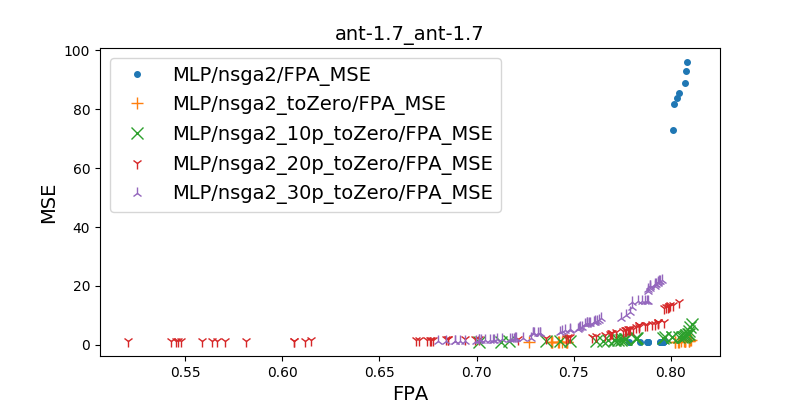 ant-1.7_ant-1.7
100
80
60
40
20
0
MSE
MLP/nsga2/FPA_MSE
MLP/nsga2_toZero/FPA_MSE
MLP/nsga2_10p_toZero/FPA_MSE
MLP/nsga2_20p_toZero/FPA_MSE
MLP/nsga2_30p_toZero/FPA_MSE
0.55 0.60 0.65 0.70 0.75 0.80
FPA